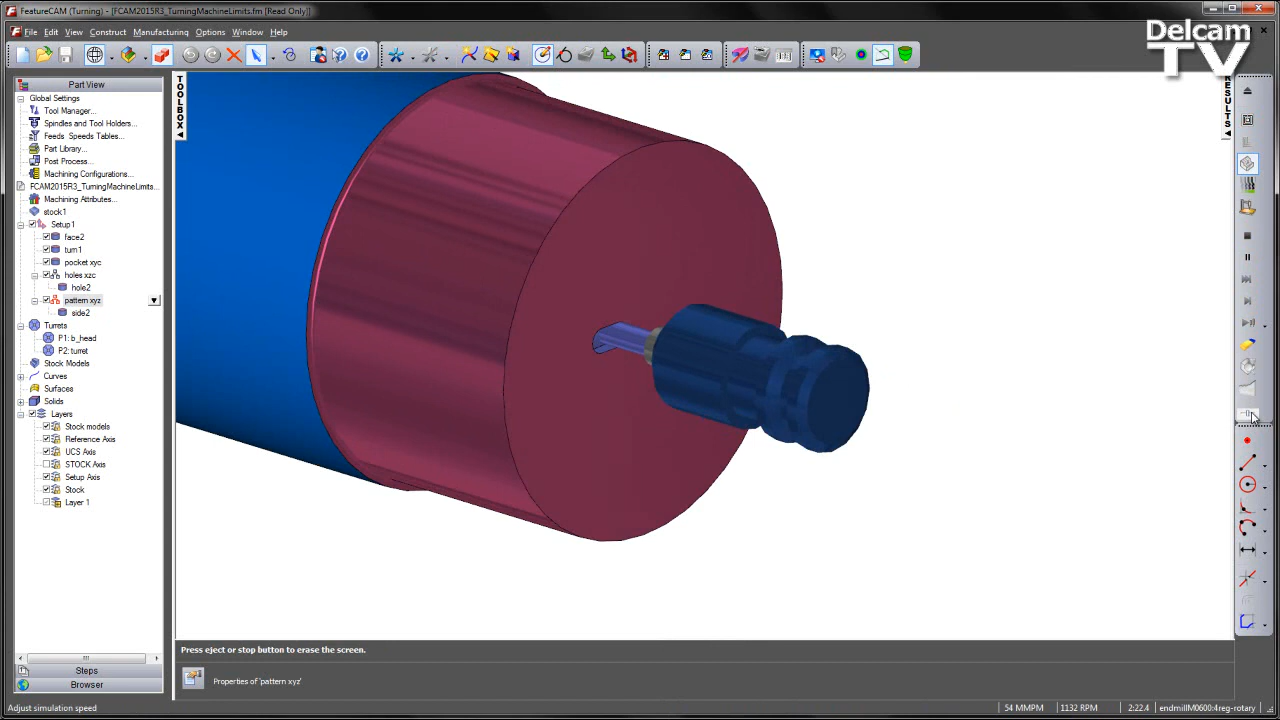 FeatureCAM (Turning) - [FCAM2015R3_TurningMachineLimits.fm [Read Only]]
File Edit View Construct Manufacturing Options Window Help
Delcam
TV
Part View
Global Settings
Tool Manager...
Spindles and Tool Holders...
Feeds Speeds Tables...
Part Library...
Post Process...
Machining Configurations...
FCAM2015R3_TurningMachineLimits...
Machining Attributes...
stock1
Setup1
face2
turn1
pocket xyc
holes xzc
hole2
pattern xyz
side2
Turrets
P1: b_head
P2: turret
Stock Models
Curves
Surfaces
Solids
Layers
Stock models
Reference Axis
UCS Axis
STOCK Axis
Setup Axis
Stock
Layer 1
Steps
Browser
TOOLBOX
RESULTS
Press eject or stop button to erase the screen.
Properties of 'pattern xyz'
Adjust simulation speed
54 MMPM
1132 RPM
2:22.4
endmillM0600:4reg-rotary